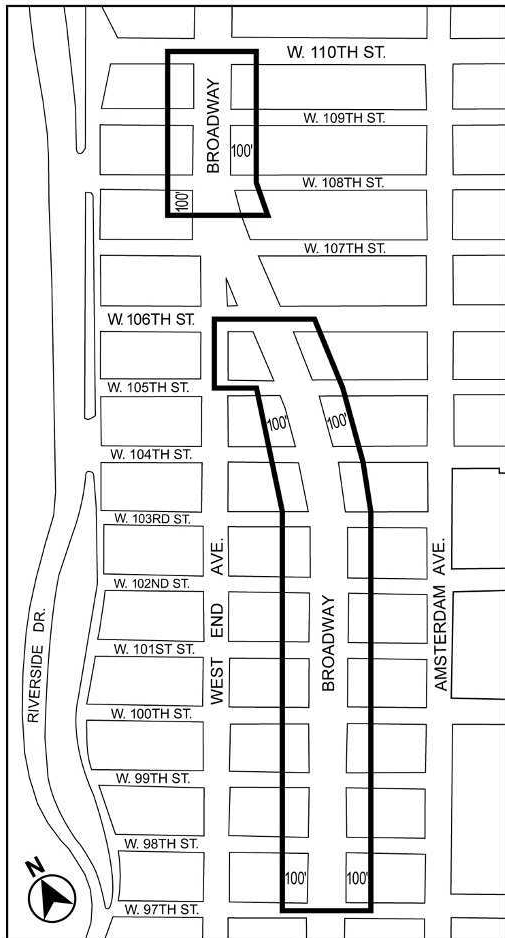 W. 110TH ST.
BROADWAY
W. 109TH ST.
100'
W. 108TH ST.
100'
W. 107TH ST.
W. 106TH ST.
W. 105TH ST.
100'
100'
W. 104TH ST.
W. 103RD ST.
WEST END AVE.
AMSTERDAM AVE.
W. 102ND ST.
BROADWAY
RIVERSIDE DR.
W. 101ST ST.
W. 100TH ST.
W. 99TH ST.
W. 98TH ST.
N
100'
100'
W. 97TH ST.